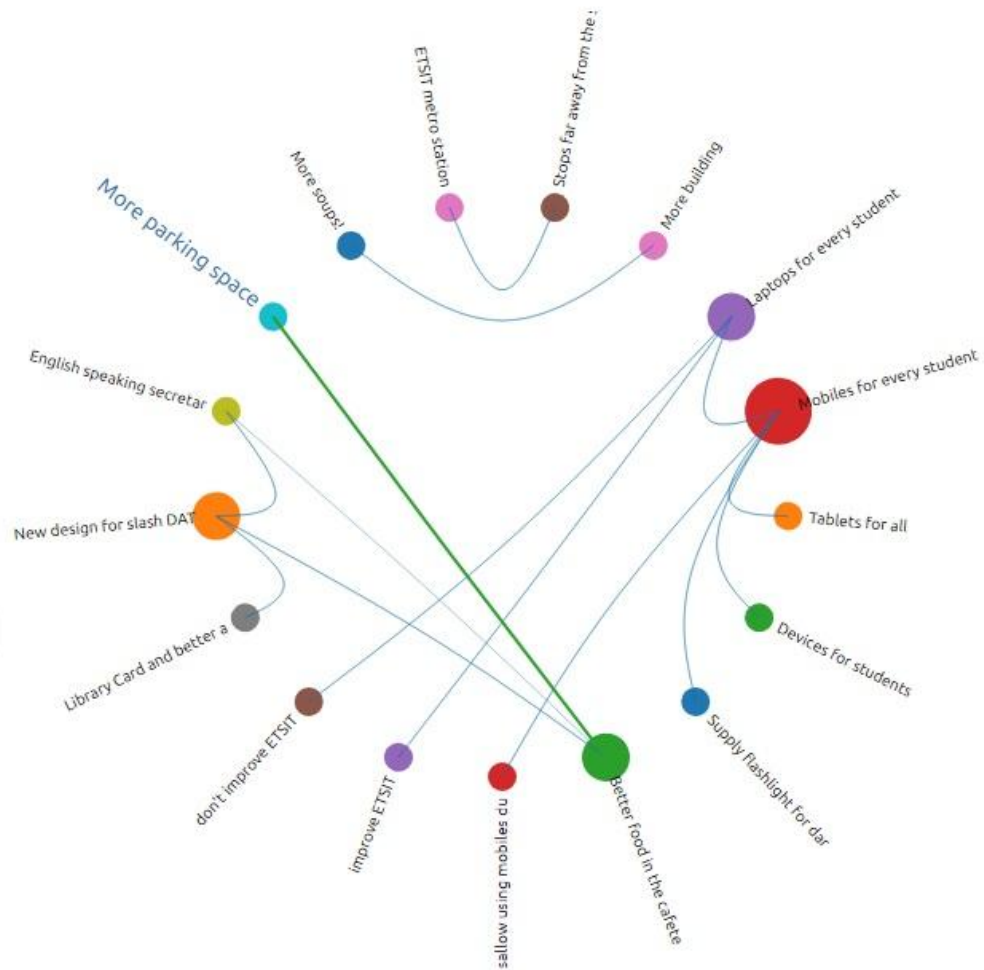 Stops far away from the
ETSIT metro station
More building
More soups!
More parking space
Laptops for every student
English speaking secretar
Mobiles for every student
New design for slash DAT
Tablets for all
Library Card and better a
Devices for students
don't improve ETSIT
Supply flashlight for dar
improve ETSIT
sallow using mobiles du
Better food in the cafete